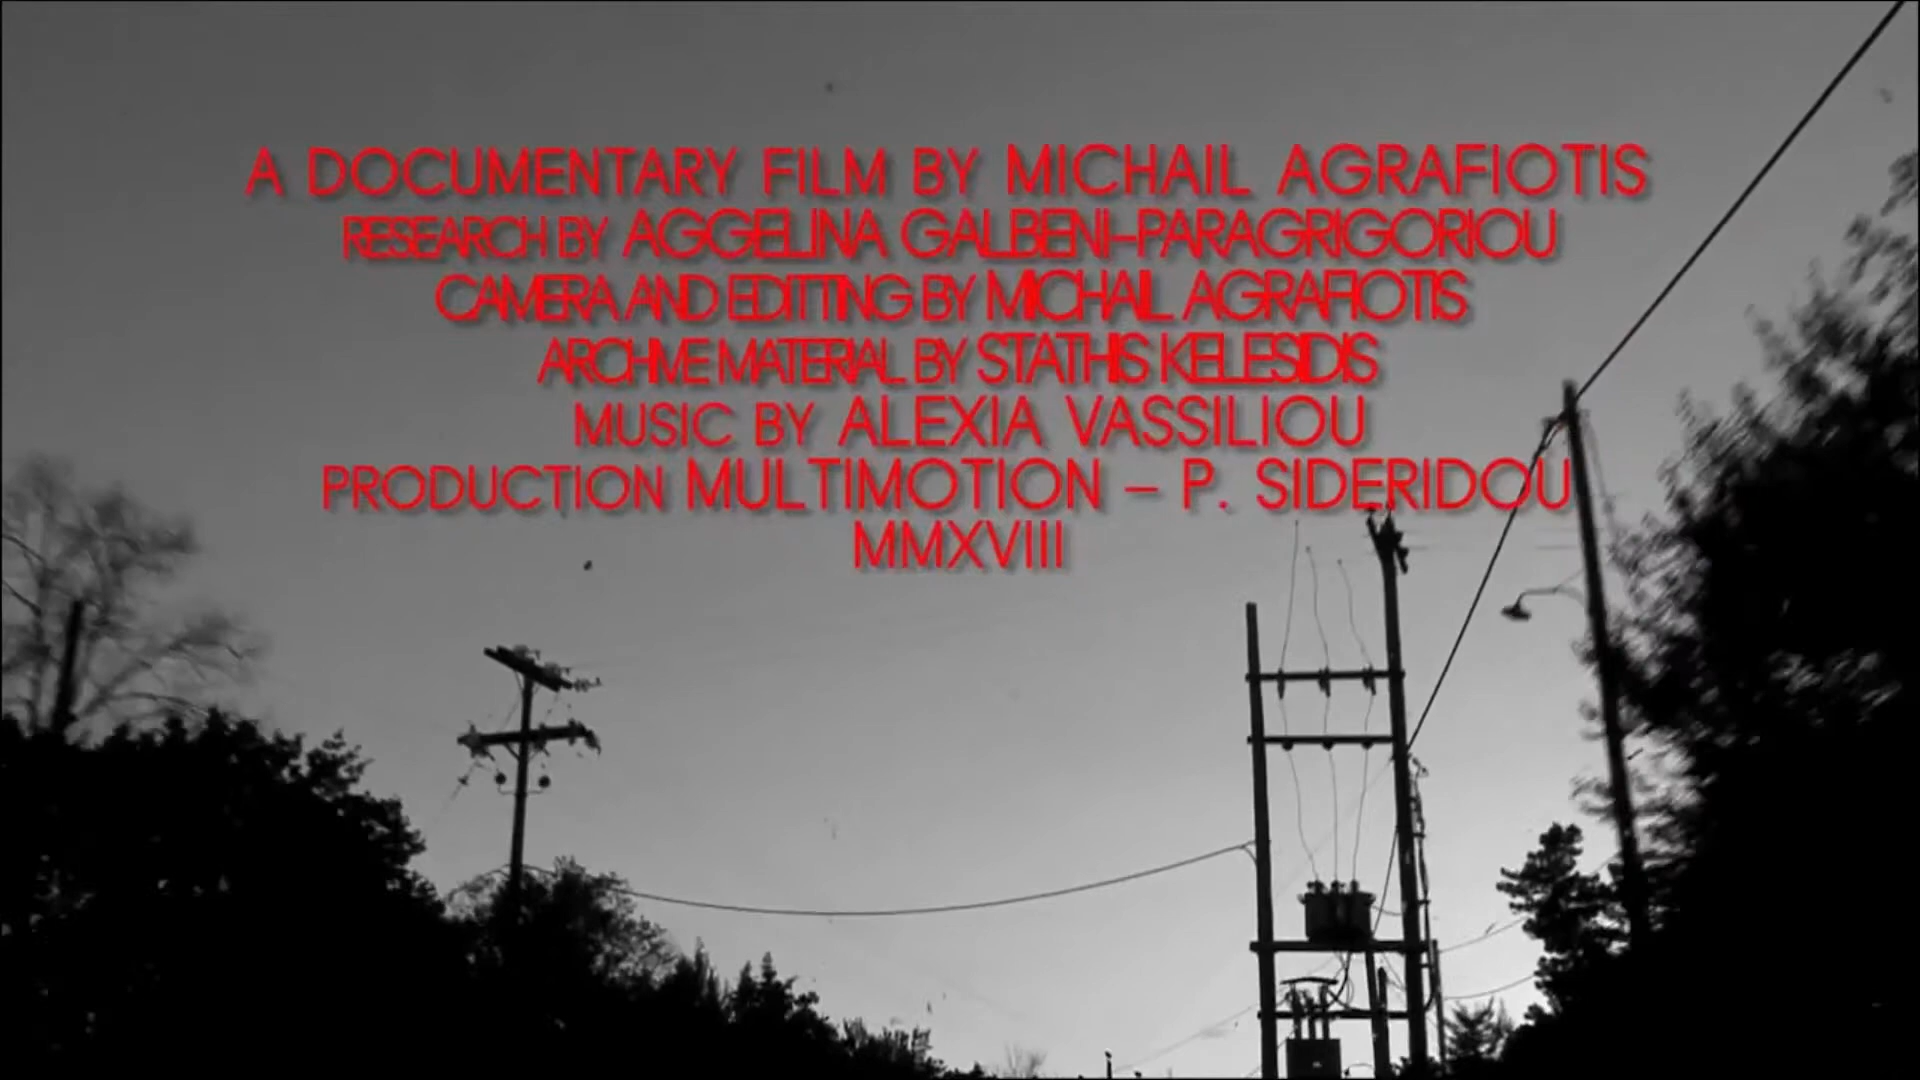 A DOCUMENTARY FILM BY MICHAIL AGRAFIOTIS
RESEARCH BY AGGELINA GALBENI-PARAGRIGORIOU
CAMERA AND EDITTING BY MICHAIL AGRAFIOTIS
ARCHIVE MATERIAL BY STATHIS KELESIDIS
MUSIC BY ALEXIA VASSILIOU
PRODUCTION MULTIMOTION – P. SIDERIDOU
MMXVIII